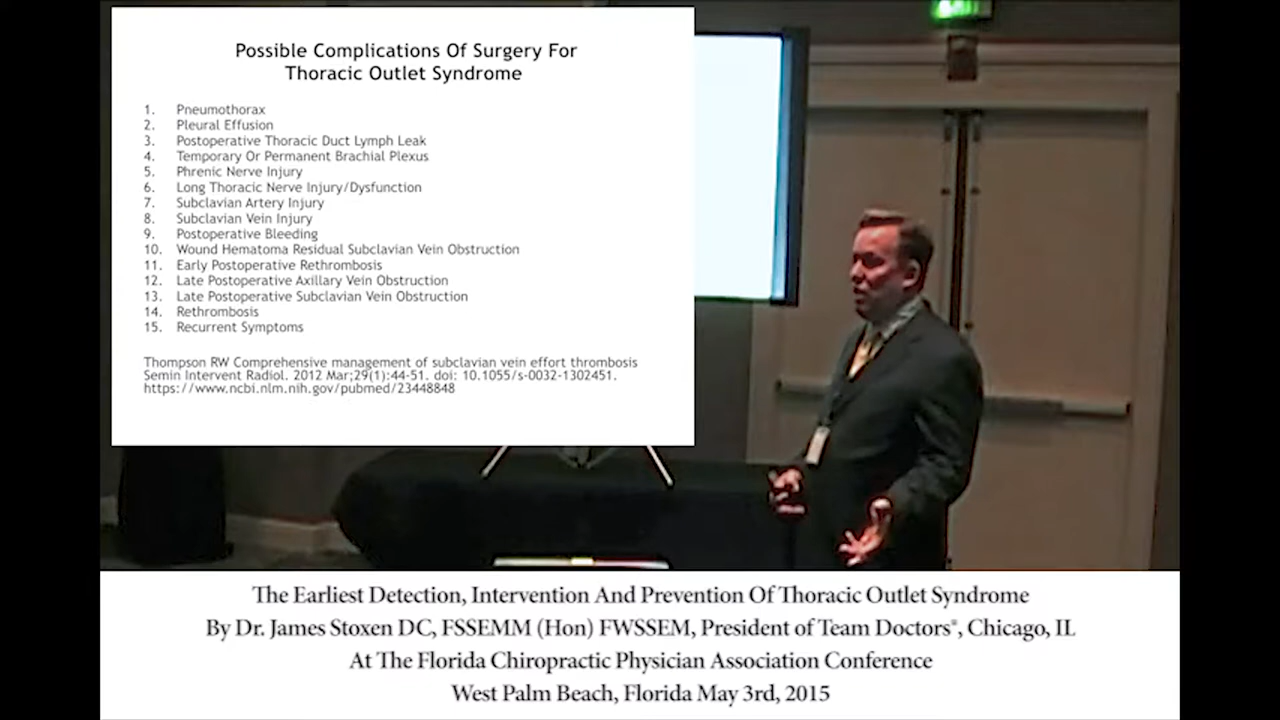 Possible Complications Of Surgery For
Thoracic Outlet Syndrome
1. Pneumothorax
2. Pleural Effusion
3. Postoperative Thoracic Duct Lymph Leak
4. Temporary Or Permanent Brachial Plexus
5. Phrenic Nerve Injury
6. Long Thoracic Nerve Injury/Dysfunction
7. Subclavian Artery Injury
8. Subclavian Vein Injury
9. Postoperative Bleeding
10. Wound Hematoma Residual Subclavian Vein Obstruction
11. Early Postoperative Rethrombosis
12. Late Postoperative Axillary Vein Obstruction
13. Late Postoperative Subclavian Vein Obstruction
14. Rethrombosis
15. Recurrent Symptoms
Thompson RW Comprehensive management of subclavian vein effort thrombosis
Semin Intervent Radiol. 2012 Mar;29(1):44-51. doi: 10.1055/s-0032-1302451.
https://www.ncbi.nlm.nih.gov/pubmed/23448848
The Earliest Detection, Intervention And Prevention Of Thoracic Outlet Syndrome
By Dr. James Stoxen DC, FSSEMM (Hon) FWSSEM, President of Team Doctors®, Chicago, IL
At The Florida Chiropractic Physician Association Conference
West Palm Beach, Florida May 3rd, 2015